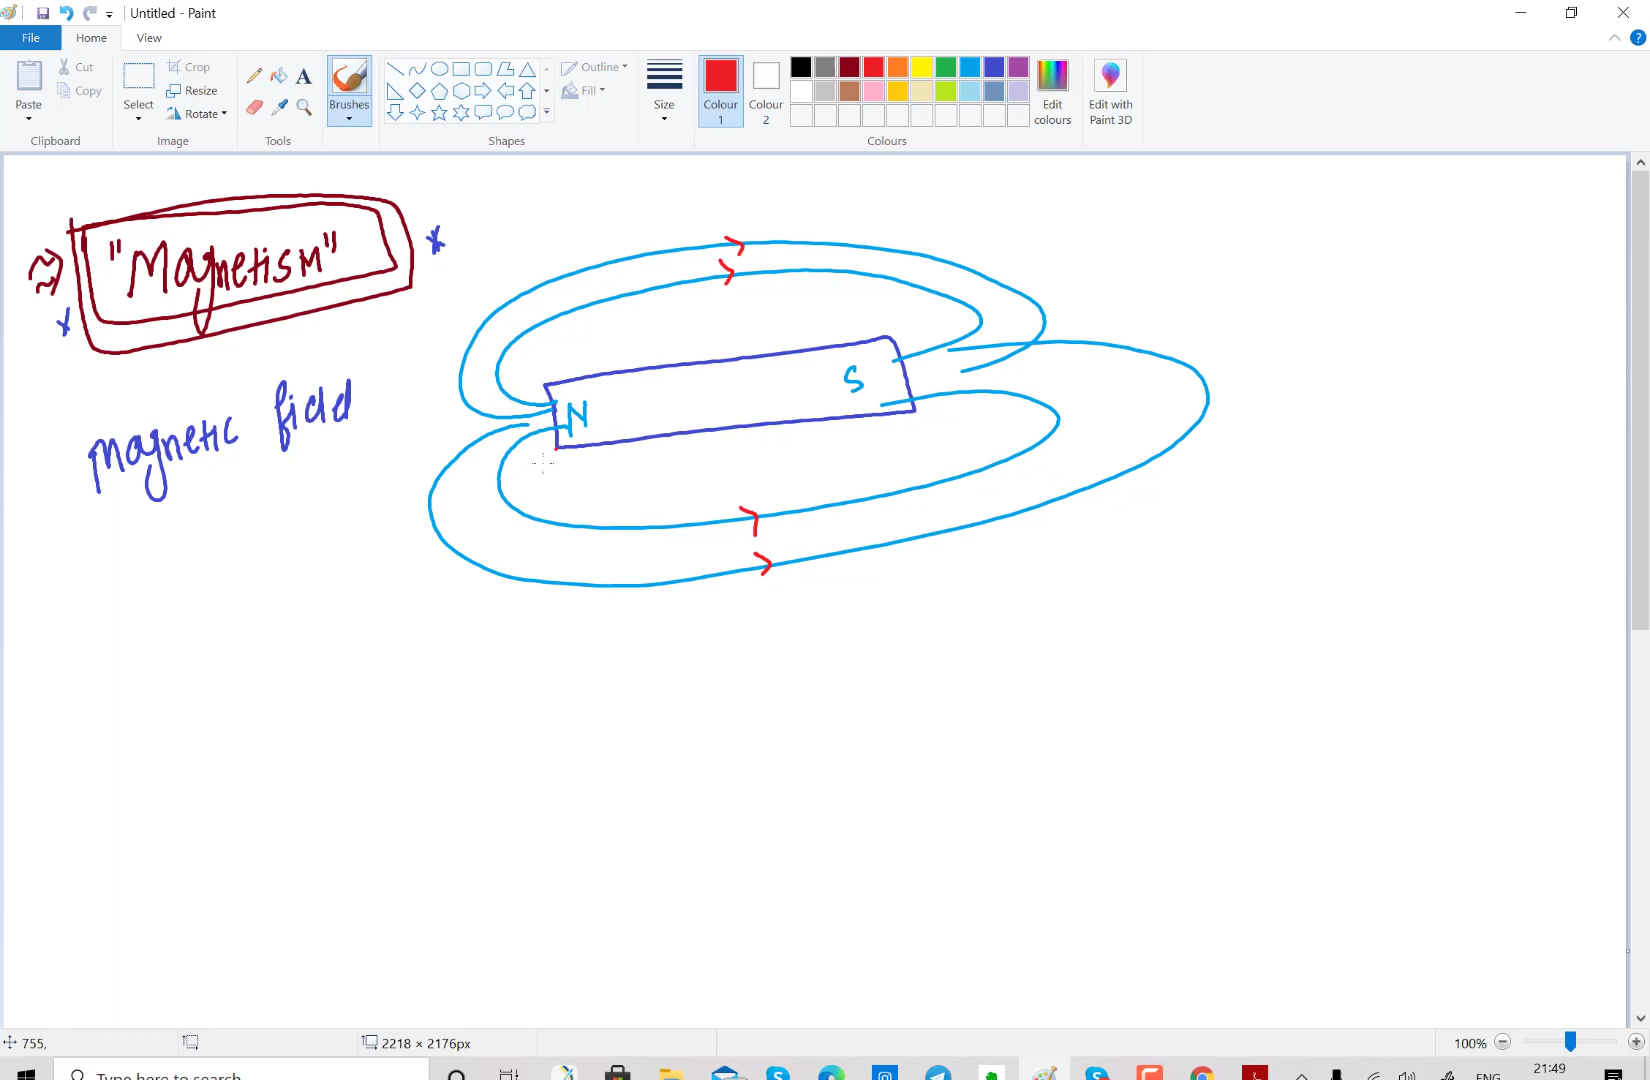 Untitled - Paint
File Home View
Paste
Cut
Copy
Clipboard
Select
Crop
Resize
Rotate
Image
Tools
Brushes
Outline
Fill
Shapes
Size
Colour 1
Colour 2
Edit colours
Edit with Paint 3D
Colours
"Magnetism"
magnetic field
N
S
755,
2218 × 2176px
100%
Type here to search
ENG
21:49